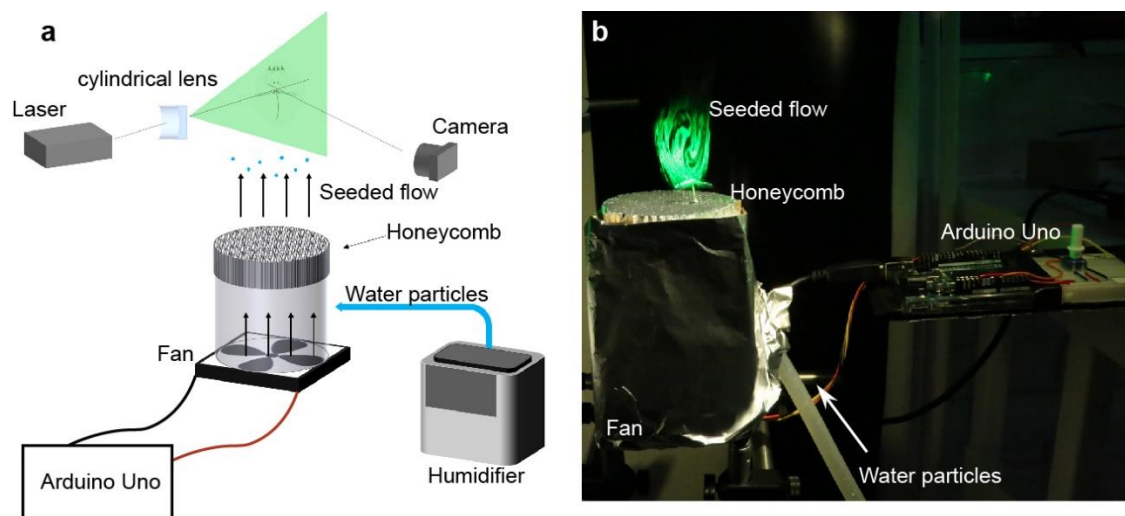 a
cylindrical lens
Laser
Camera
Seeded flow
Honeycomb
Water particles
Fan
Arduino Uno
Humidifier
b
Seeded flow
Honeycomb
Arduino Uno
Fan
Water particles